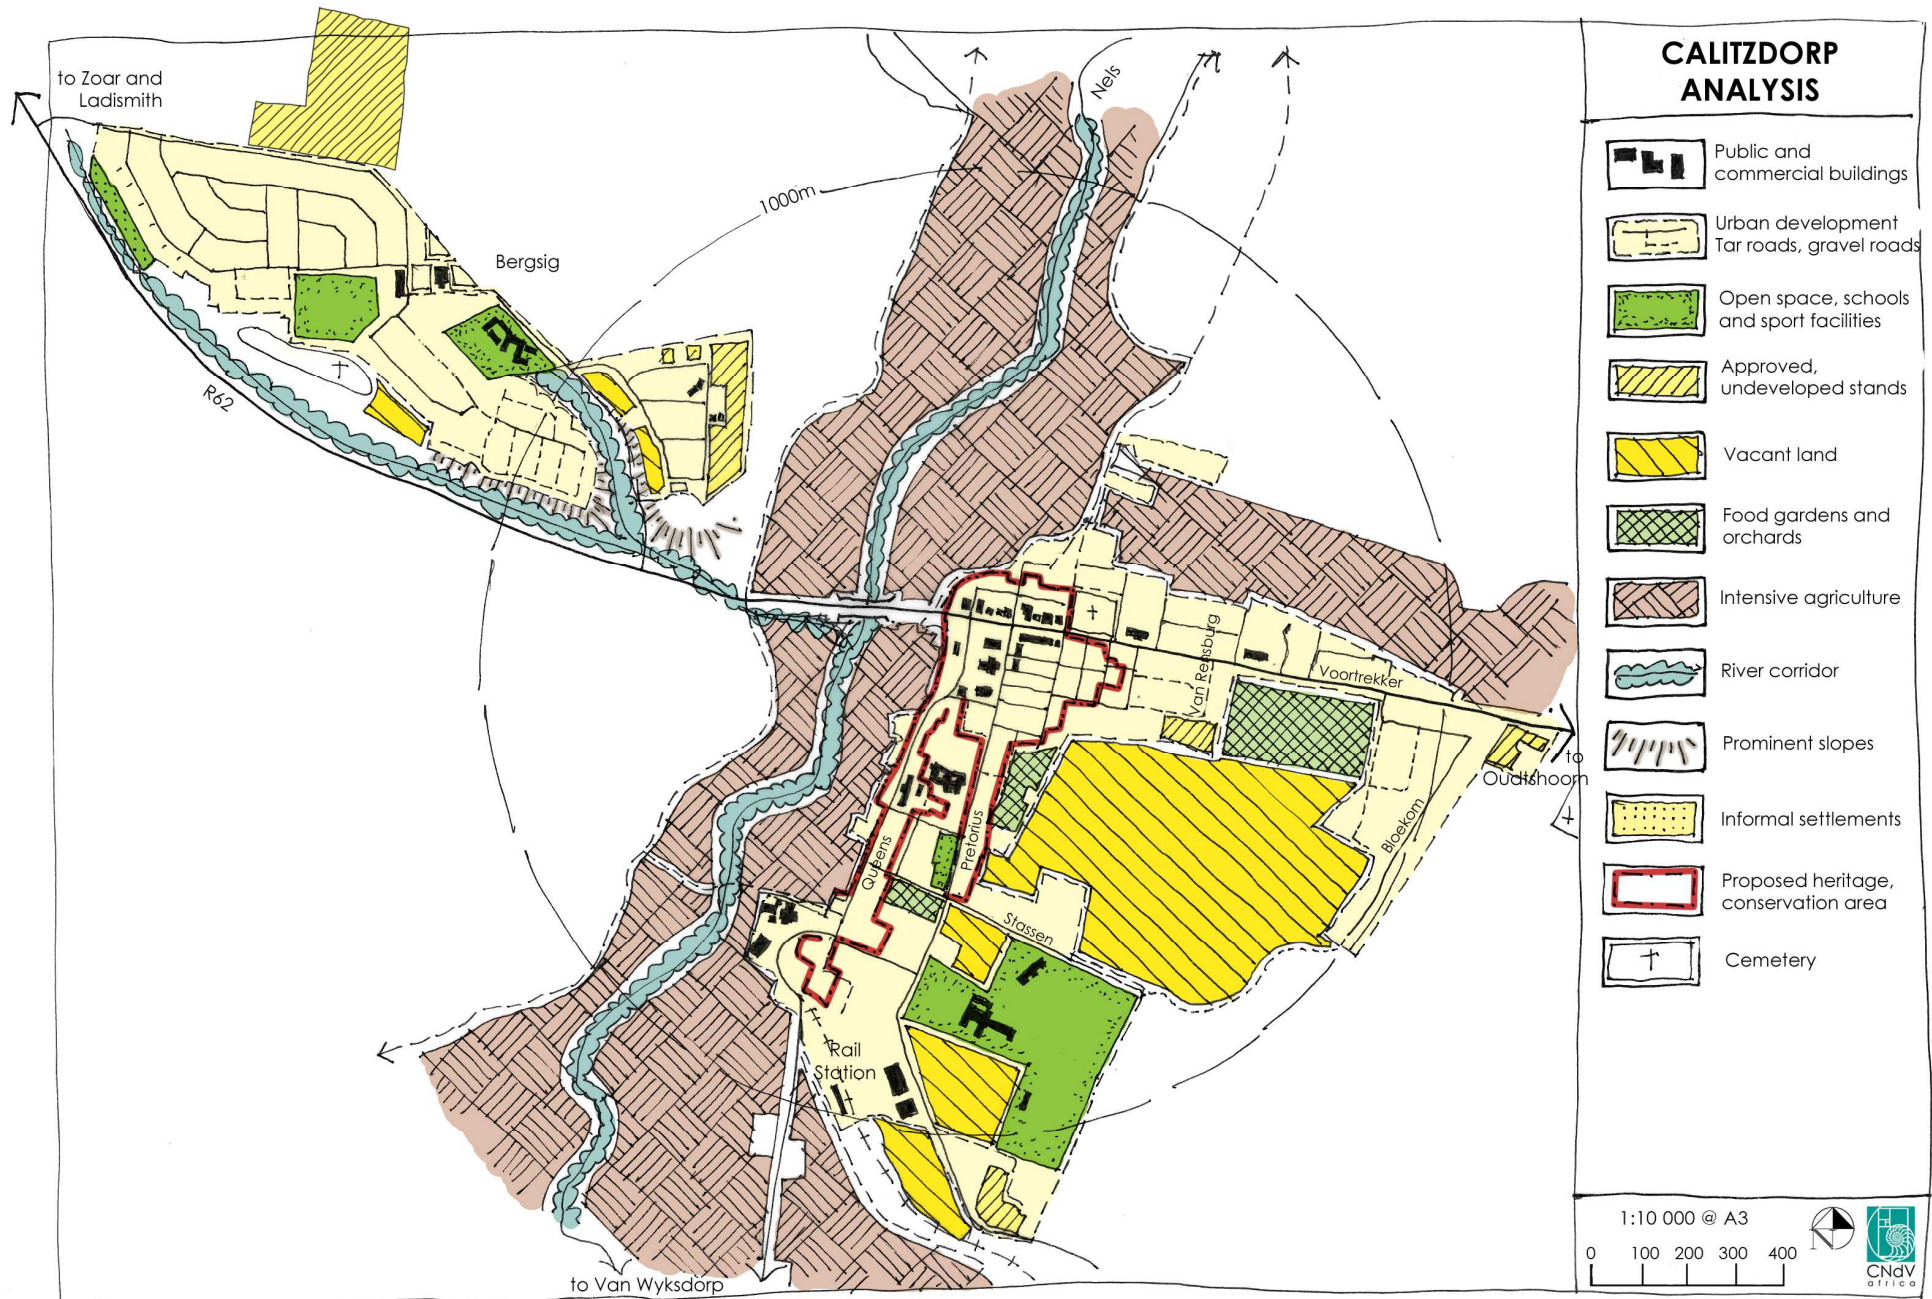 CALITZDORP
ANALYSIS
Public and
commercial buildings
Urban development
Tar roads, gravel roads
Open space, schools
and sport facilities
Approved,
undeveloped stands
Vacant land
Food gardens and
orchards
Intensive agriculture
River corridor
Prominent slopes
Informal settlements
Proposed heritage,
conservation area
Cemetery
1:10 000 @ A3
0 100 200 300 400
N
CNdV
africa
to Zoar and
Ladismith
Nels
1000m
Bergsig
R62
Van Rensburg
Voortrekker
to
Oudtshoorn
Bloekom
Pretorius
Queens
Stassen
Rail
Station
to Van Wyksdorp